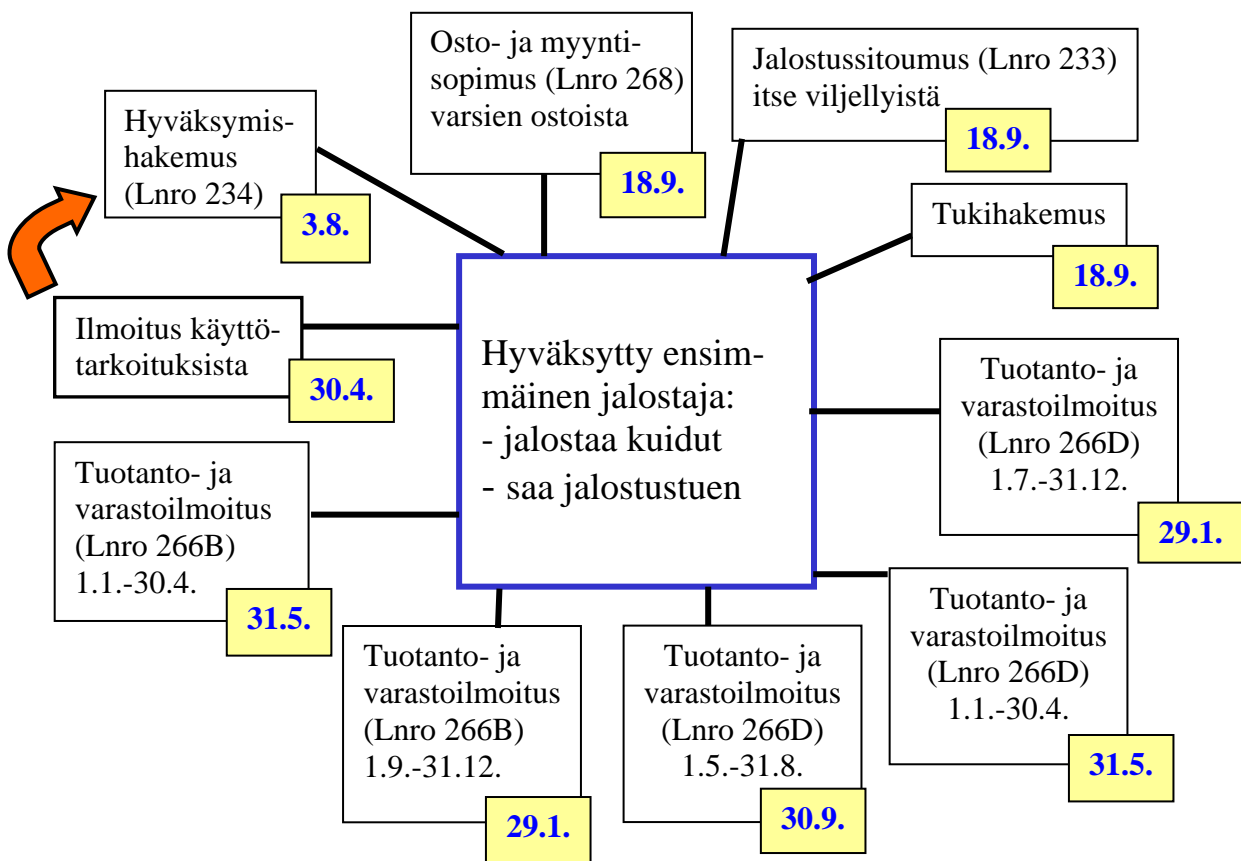 Osto- ja myynti-
sopimus (Lnro 268)
varsien ostoista
18.9.
Jalostussitoumus (Lnro 233)
itse viljellyistä
18.9.
Hyväksymis-
hakemus
(Lnro 234)
3.8.
Tukihakemus
18.9.
Ilmoitus käyttö-
tarkoituksista
30.4.
Hyväksytty ensim-
mäinen jalostaja:
- jalostaa kuidut
- saa jalostustuen
Tuotanto- ja
varastoilmoitus
(Lnro 266D)
1.7.-31.12.
29.1.
Tuotanto- ja
varastoilmoitus
(Lnro 266B)
1.1.-30.4.
31.5.
Tuotanto- ja
varastoilmoitus
(Lnro 266B)
1.9.-31.12.
29.1.
Tuotanto- ja
varastoilmoitus
(Lnro 266D)
1.5.-31.8.
30.9.
Tuotanto- ja
varastoilmoitus
(Lnro 266D)
1.1.-30.4.
31.5.